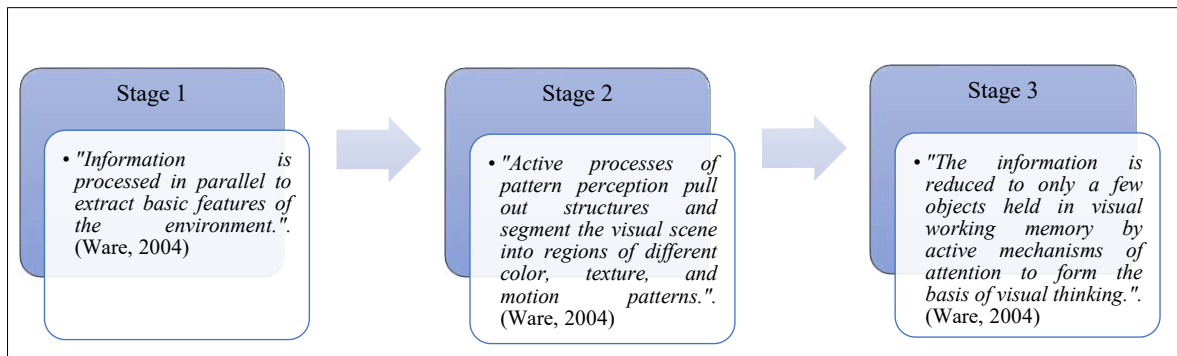 Stage 1
• "Information is
processed in parallel to
extract basic features of
the environment.".
(Ware, 2004)
Stage 2
• "Active processes of
pattern perception pull
out structures and
segment the visual scene
into regions of different
color, texture, and
motion patterns.".
(Ware, 2004)
Stage 3
• "The information is
reduced to only a few
objects held in visual
working memory by
active mechanisms of
attention to form the
basis of visual thinking.".
(Ware, 2004)